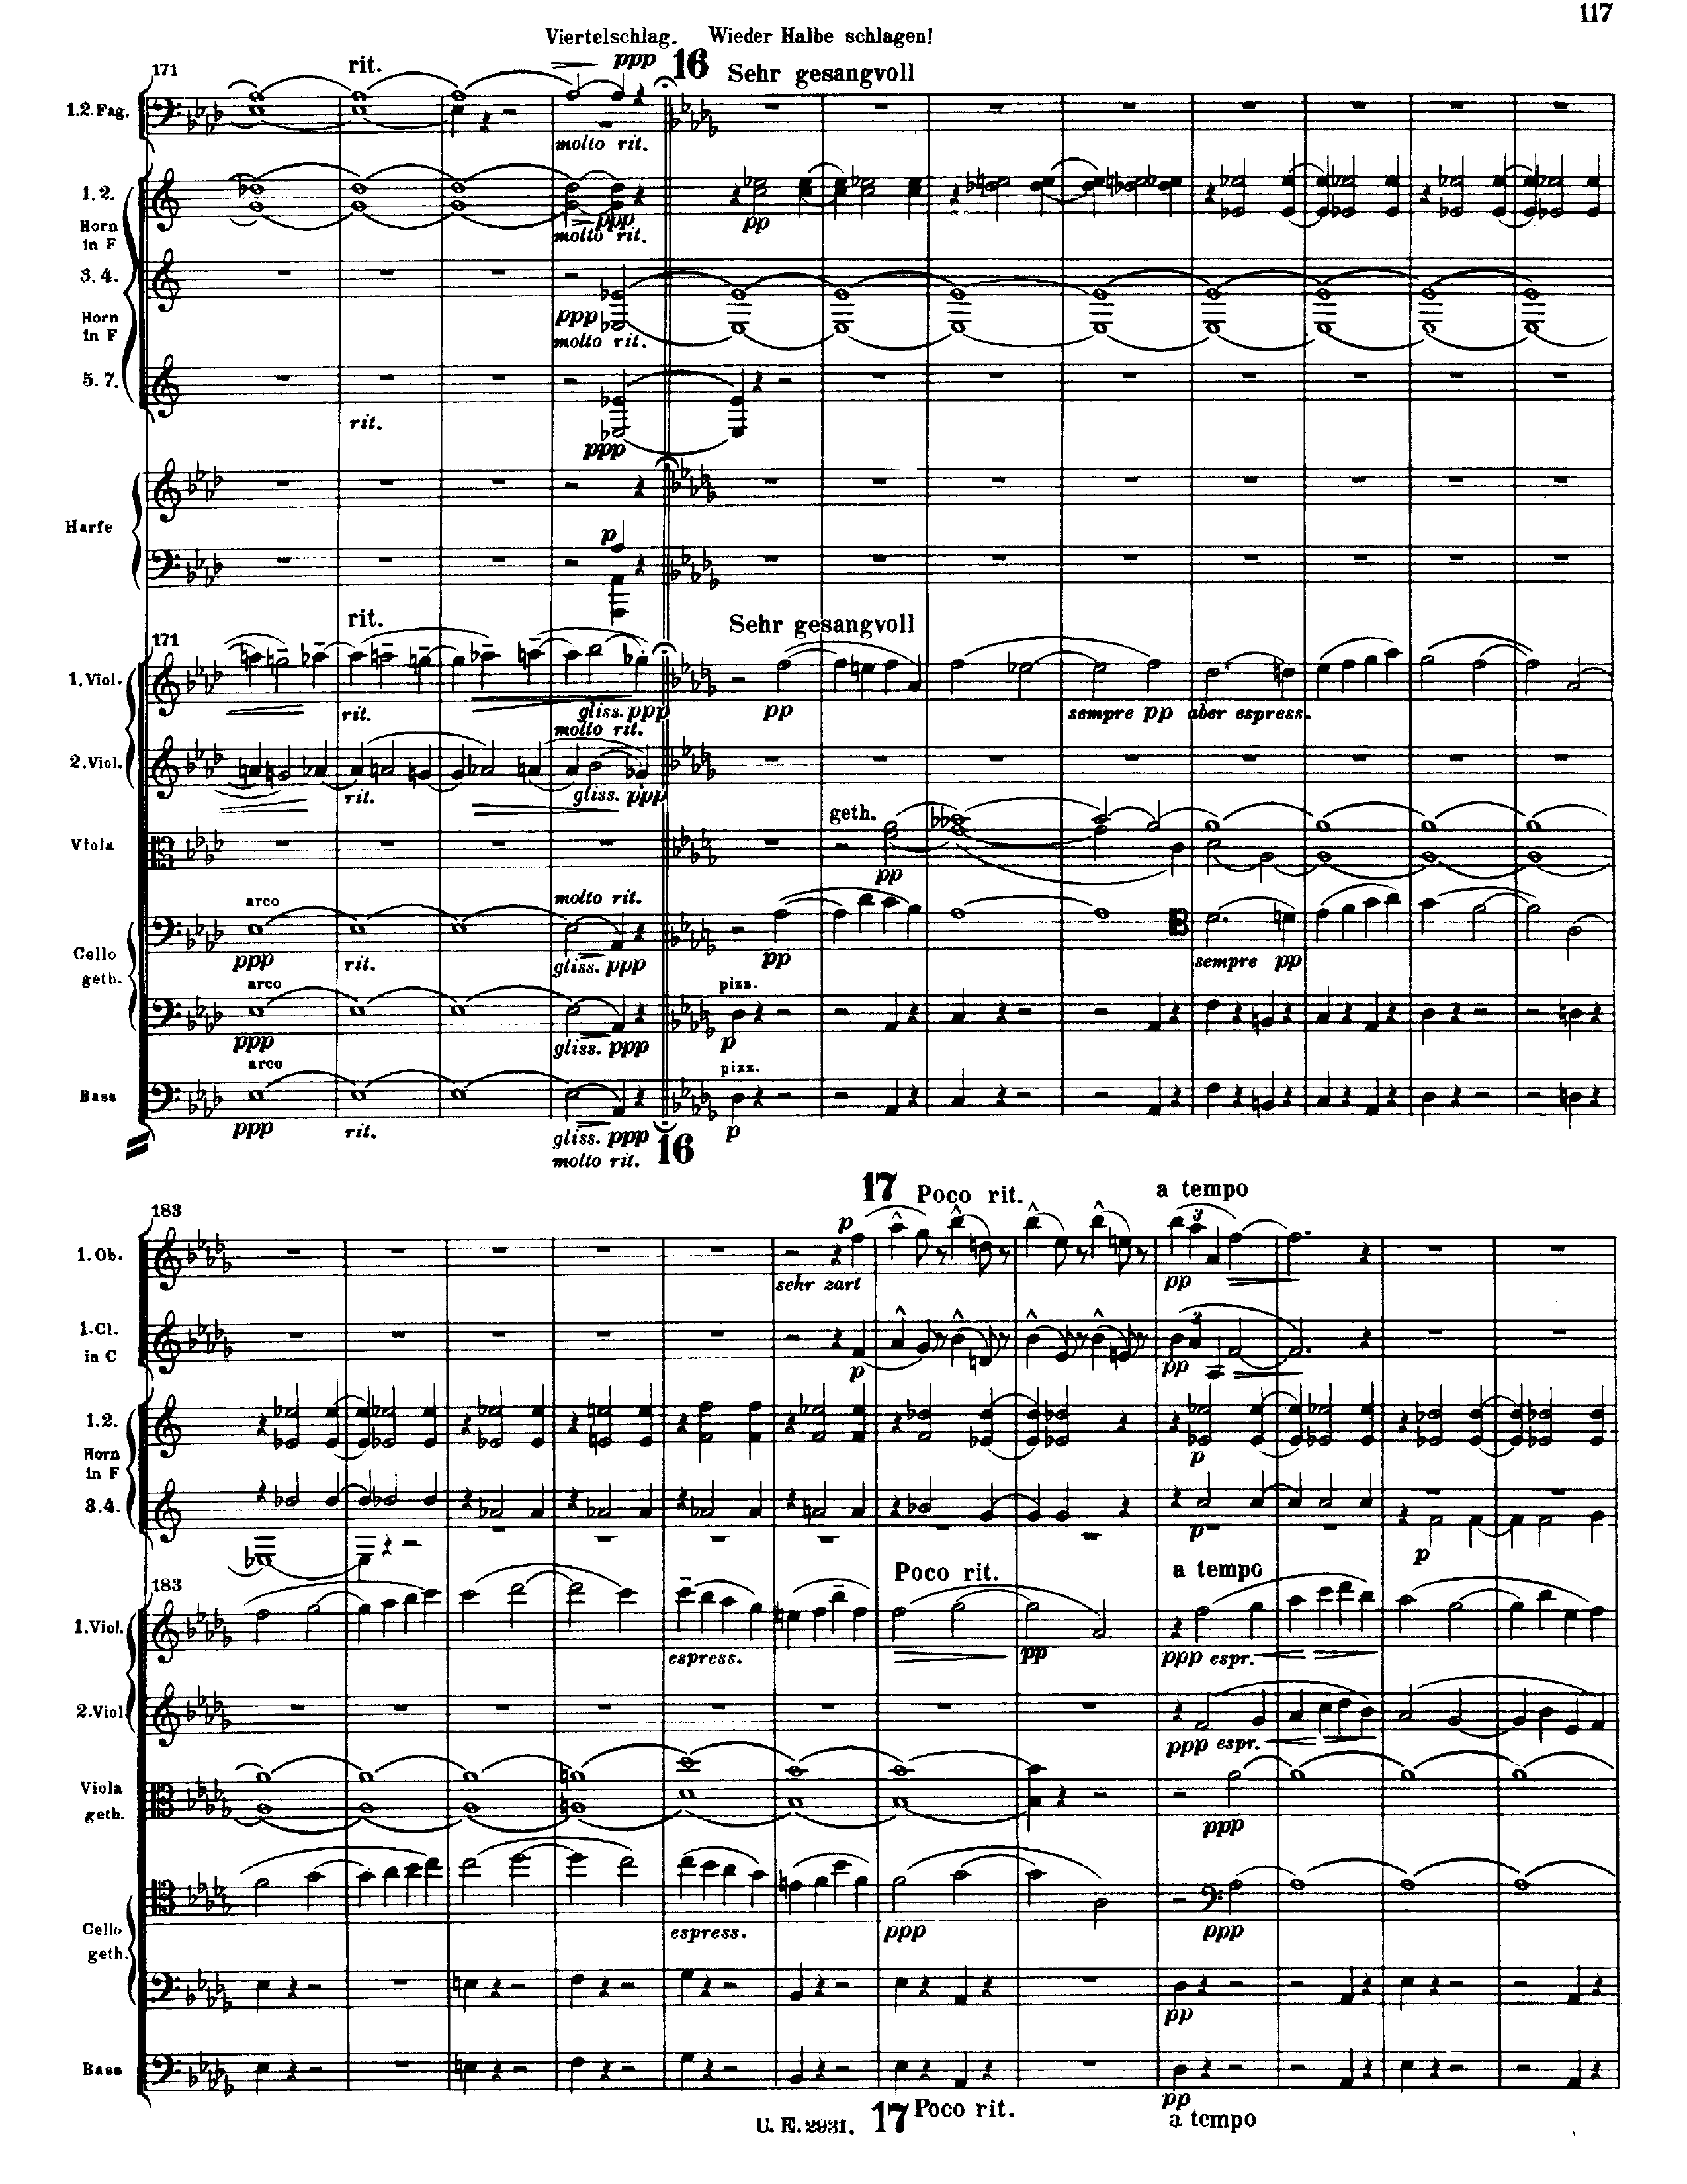 117
Viertelschlag. Wieder Halbe schlagen!
171 rit. ppp 16 Sehr gesangvoll
1.2.Fag.
molto rit.
1.2.
pp
ppp
Horn
in F
molto rit.
3.4.
Horn
in F
ppp
molto rit.
5.7.
rit.
ppp
Harfe
p
rit. Sehr gesangvoll
171
1.Viol.
rit. gliss. ppp pp sempre pp aber espress.
molto rit.
2.Viol.
rit. gliss. ppp
geth.
Viola
pp
arco molto rit.
Cello
geth.
ppp rit. gliss. ppp pp sempre pp
arco pizz.
ppp gliss. ppp p
arco pizz.
Bass
ppp rit. gliss. ppp p
molto rit. 16
17 Poco rit. a tempo
183 p 3
1.Ob.
sehr zart pp
1.Cl.
in C
3
p pp
1.2.
Horn
in F
p
3.4.
p p
Poco rit. a tempo
183
1.Viol.
espress. pp ppp espr.
2.Viol.
ppp espr.
Viola
geth.
ppp
Cello
geth.
espress. ppp ppp
pp
Bass
pp
U. E. 2931. 17 Poco rit. a tempo